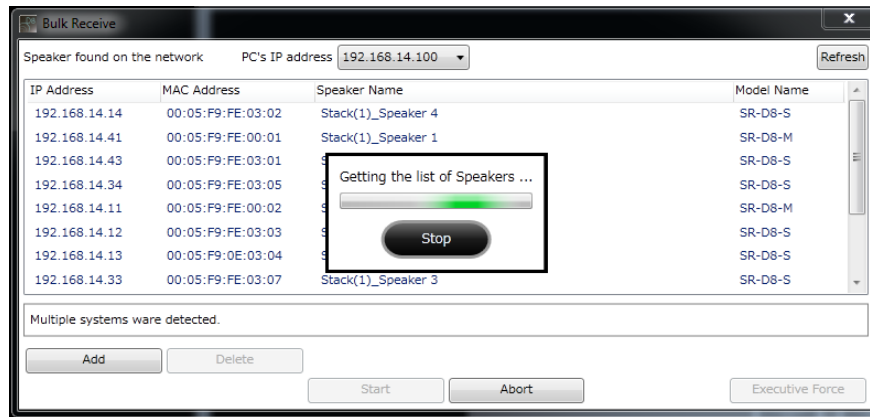 Bulk Receive
x
Speaker found on the network PC's IP address 192.168.14.100 Refresh
IP Address MAC Address Speaker Name Model Name
192.168.14.14 00:05:F9:FE:03:02 Stack(1)_Speaker 4 SR-D8-S
192.168.14.41 00:05:F9:FE:00:01 Stack(1)_Speaker 1 SR-D8-M
192.168.14.43 00:05:F9:FE:03:01 SR-D8-S
192.168.14.34 00:05:F9:FE:03:05 SR-D8-S
192.168.14.11 00:05:F9:FE:00:02 SR-D8-M
192.168.14.12 00:05:F9:FE:03:03 SR-D8-S
192.168.14.13 00:05:F9:0E:03:04 SR-D8-S
192.168.14.33 00:05:F9:FE:03:07 Stack(1)_Speaker 3 SR-D8-S
Getting the list of Speakers ...
Stop
Multiple systems ware detected.
Add Delete
Start Abort Executive Force